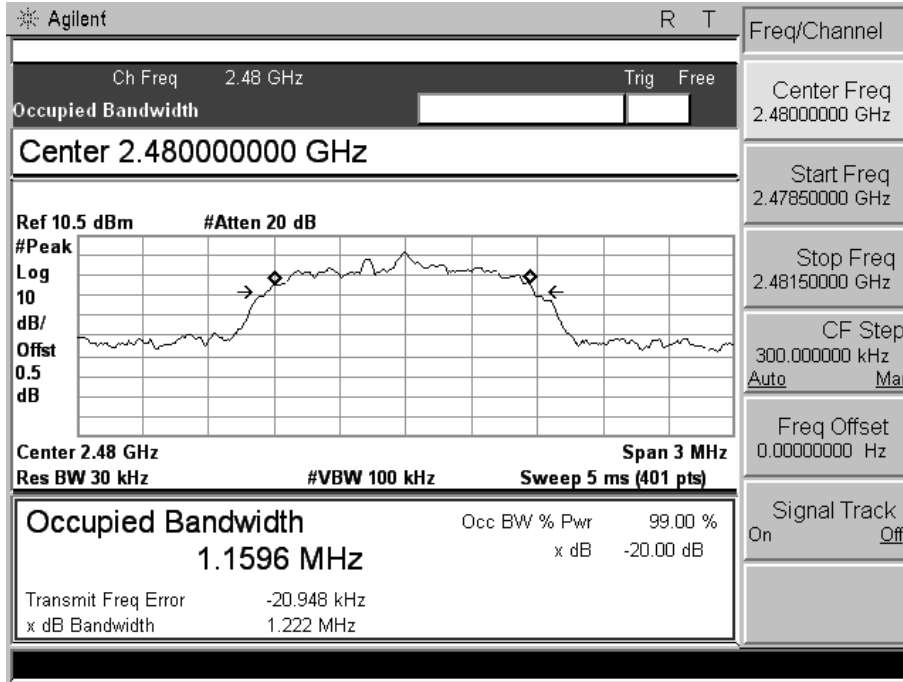 Agilent R T
Ch Freq 2.48 GHz Trig Free
Occupied Bandwidth
Center 2.480000000 GHz
Ref 10.5 dBm #Atten 20 dB
#Peak
Log
10
dB/
Offst
0.5
dB
Center 2.48 GHz Span 3 MHz
Res BW 30 kHz #VBW 100 kHz Sweep 5 ms (401 pts)
Occupied Bandwidth Occ BW % Pwr 99.00 %
1.1596 MHz x dB -20.00 dB
Transmit Freq Error -20.948 kHz
x dB Bandwidth 1.222 MHz
Freq/Channel
Center Freq
2.48000000 GHz
Start Freq
2.47850000 GHz
Stop Freq
2.48150000 GHz
CF Step
300.000000 kHz
Auto Man
Freq Offset
0.00000000 Hz
Signal Track
On Off